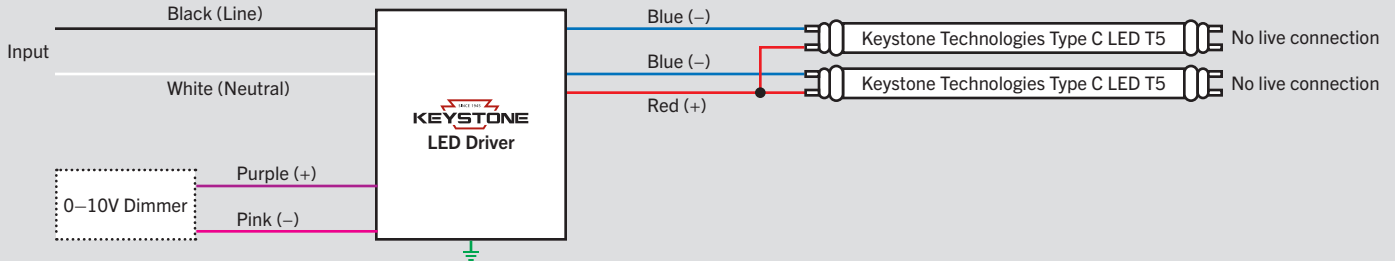 Black (Line)
Input
White (Neutral)
0–10V Dimmer
Purple (+)
Pink (–)
SINCE 1945
KEYSTONE
LED Driver
Blue (–)
Blue (–)
Red (+)
Keystone Technologies Type C LED T5
No live connection
Keystone Technologies Type C LED T5
No live connection